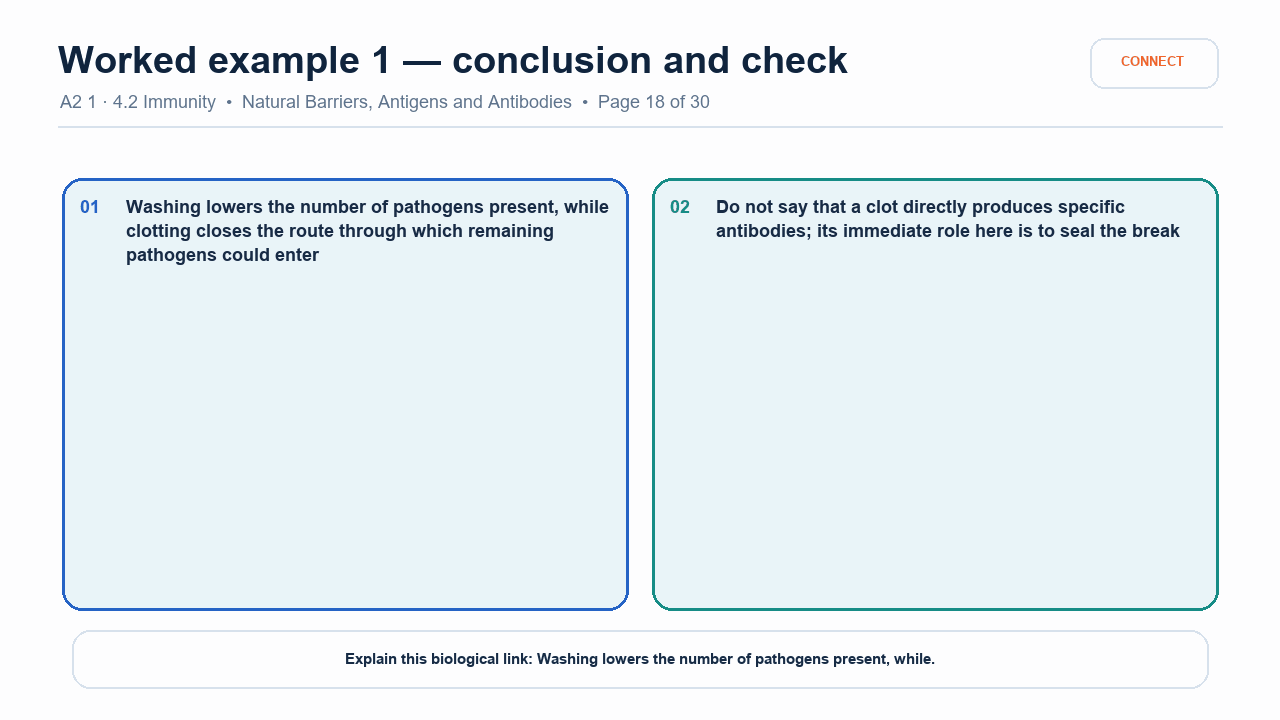 Worked example 1 — conclusion and check
CONNECT
A2 1 · 4.2 Immunity • Natural Barriers, Antigens and Antibodies • Page 18 of 30
01
Washing lowers the number of pathogens present, while
clotting closes the route through which remaining
pathogens could enter
02
Do not say that a clot directly produces specific
antibodies; its immediate role here is to seal the break
Explain this biological link: Washing lowers the number of pathogens present, while.